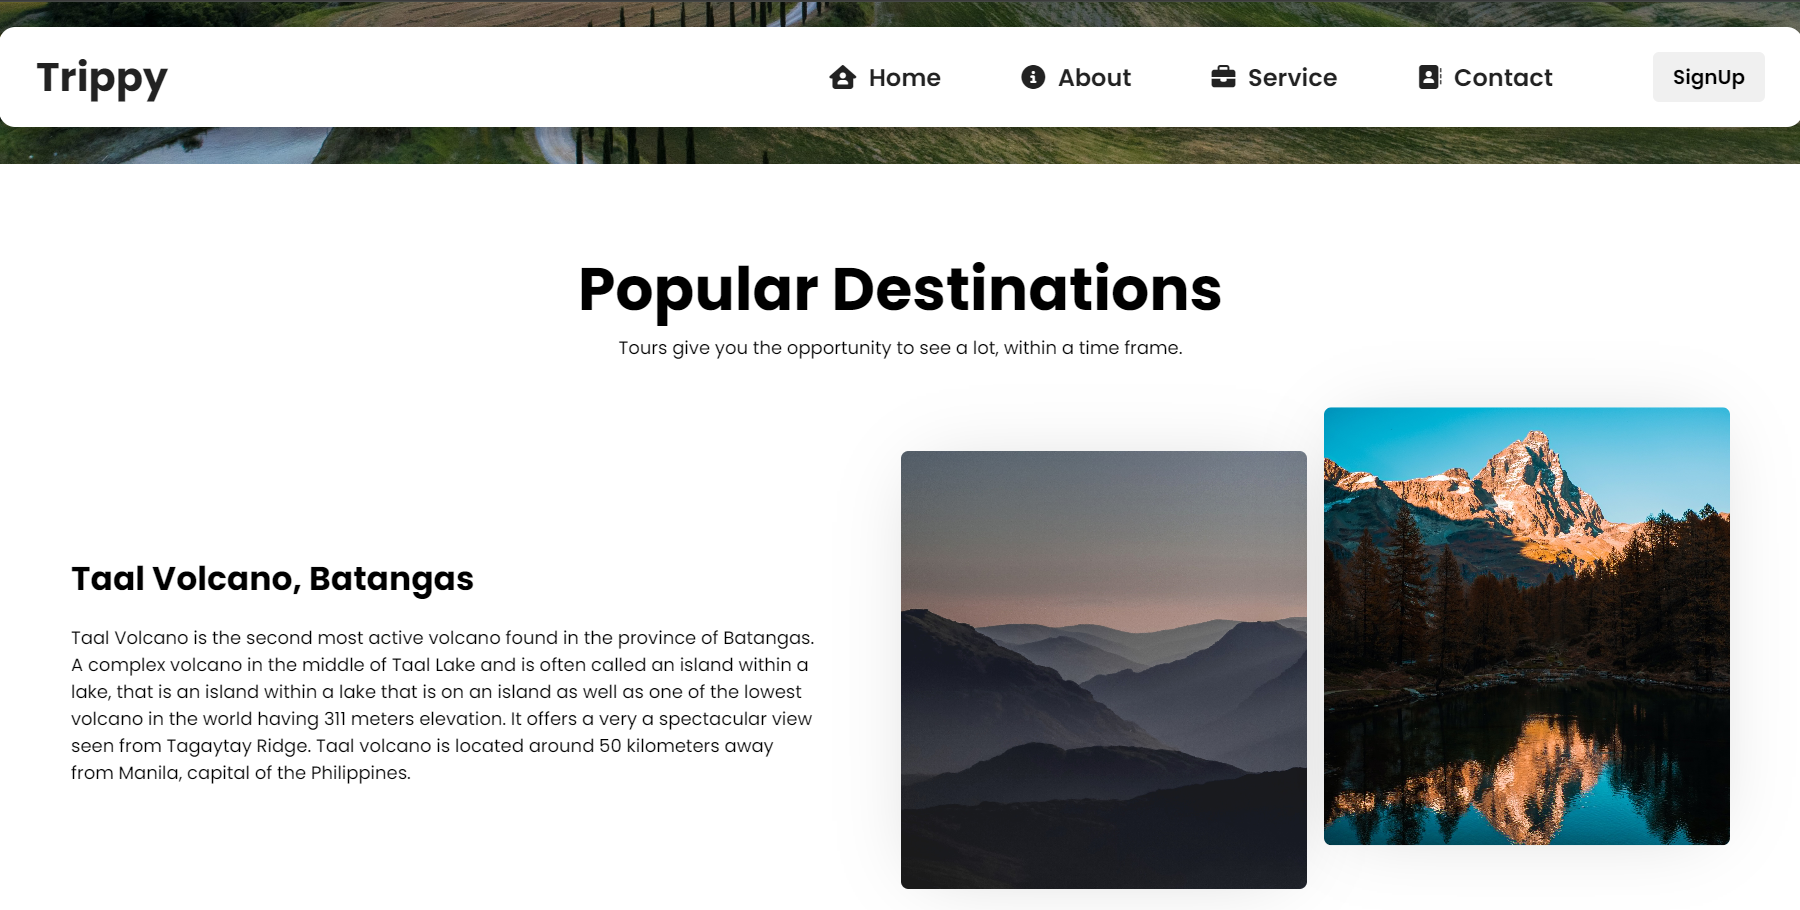 Trippy
Home
About
Service
Contact
SignUp
Popular Destinations
Tours give you the opportunity to see a lot, within a time frame.
Taal Volcano, Batangas
Taal Volcano is the second most active volcano found in the province of Batangas.
A complex volcano in the middle of Taal Lake and is often called an island within a
lake, that is an island within a lake that is on an island as well as one of the lowest
volcano in the world having 311 meters elevation. It offers a very a spectacular view
seen from Tagaytay Ridge. Taal volcano is located around 50 kilometers away
from Manila, capital of the Philippines.